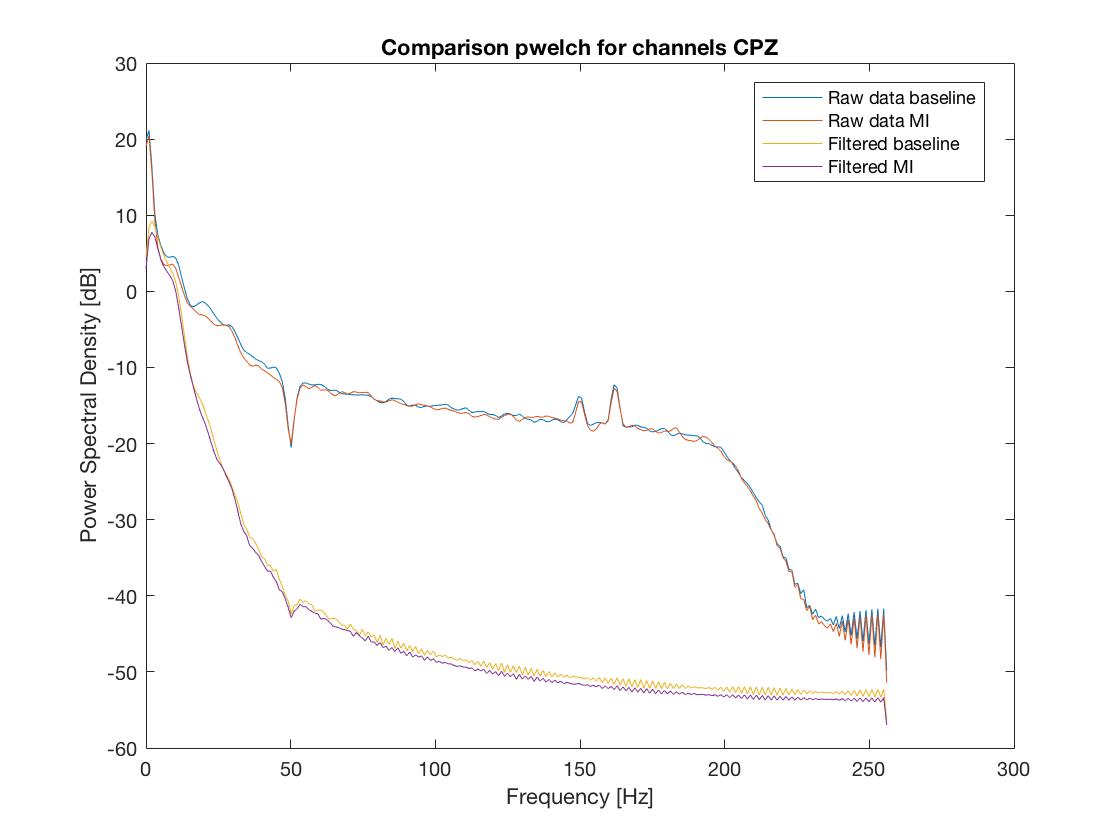 Comparison pwelch for channels CPZ
30
20
10
0
-10
-20
-30
-40
-50
-60
Power Spectral Density [dB]
Raw data baseline
Raw data MI
Filtered baseline
Filtered MI
0 50 100 150 200 250 300
Frequency [Hz]